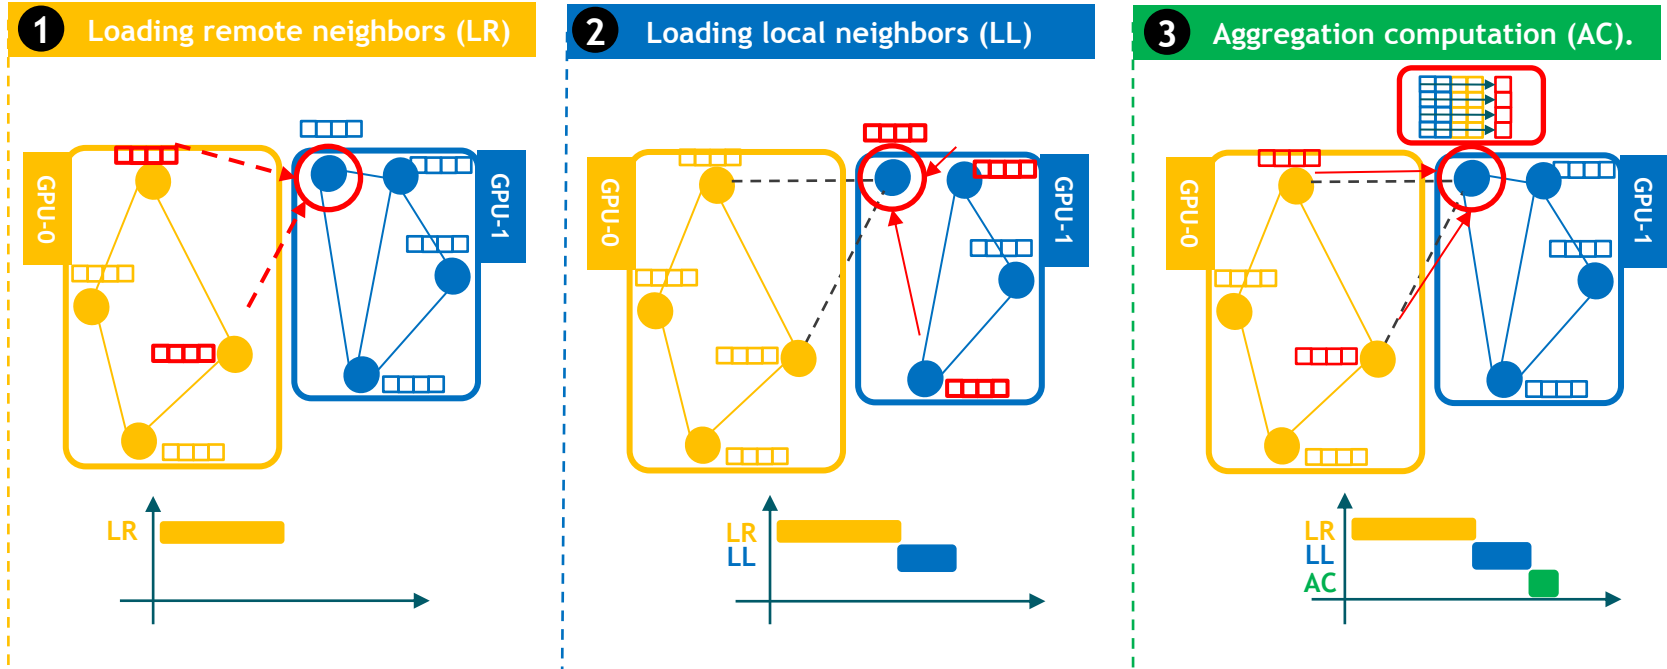 1 Loading remote neighbors (LR)
GPU-0
GPU-1
LR
2 Loading local neighbors (LL)
GPU-0
GPU-1
LR
LL
3 Aggregation computation (AC).
GPU-0
GPU-1
LR
LL
AC